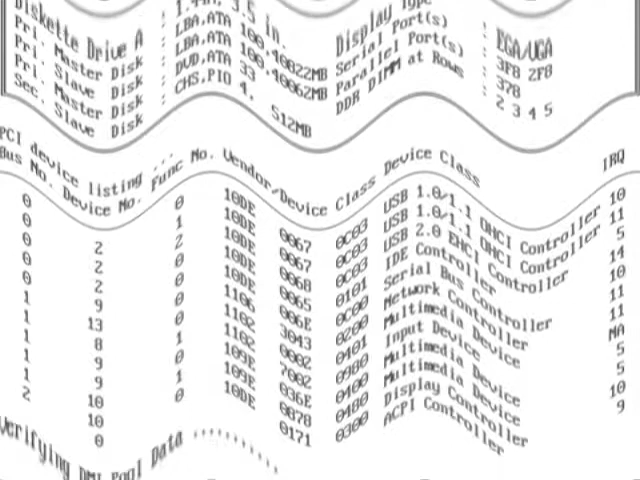 Diskette Drive A : 1.44M, 3.5 in. Display Type : EGA/VGA
Pri. Master Disk : LBA,ATA 100, 40822MB Serial Port(s) : 3F8 2F8
Pri. Slave Disk : LBA,ATA 100, 40062MB Parallel Port(s) : 378
Sec. Master Disk : DVD,ATA 33 DDR DIMM at Rows : 2 3 4 5
Sec. Slave Disk : CHS,PIO 4, 512MB
PCI device listing ...
Bus No. Device No. Func No. Vendor/Device Class Device Class IRQ
0 2 0 10DE 0067 0C03 USB 1.0/1.1 OHCI Controller 10
0 2 1 10DE 0067 0C03 USB 1.0/1.1 OHCI Controller 11
0 2 2 10DE 0068 0C03 USB 2.0 EHCI Controller 5
0 9 0 10DE 0065 0101 IDE Controller 14
0 13 0 10DE 006E 0C00 Serial Bus Controller 10
1 8 0 1106 3043 0200 Network Controller 11
1 9 0 1102 0002 0401 Multimedia Device 11
1 9 1 1102 7002 0980 Input Device NA
1 10 0 109E 036E 0400 Multimedia Device 5
1 10 1 109E 0878 0480 Multimedia Device 5
2 0 0 10DE 0171 0300 Display Controller 10
ACPI Controller 9
Verifying DMI Pool Data ............